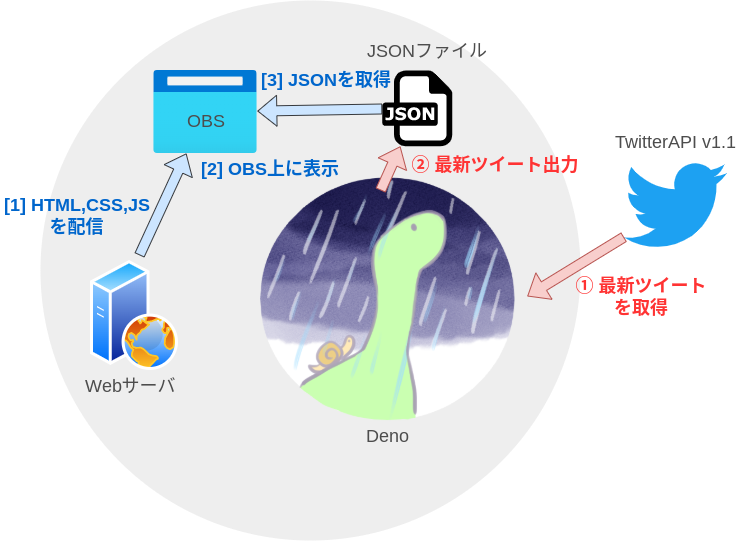 JSONファイル
[3] JSONを取得
OBS
JSON
TwitterAPI v1.1
[2] OBS上に表示
② 最新ツイート出力
[1] HTML,CSS,JS
を配信
① 最新ツイート
を取得
Webサーバ
Deno